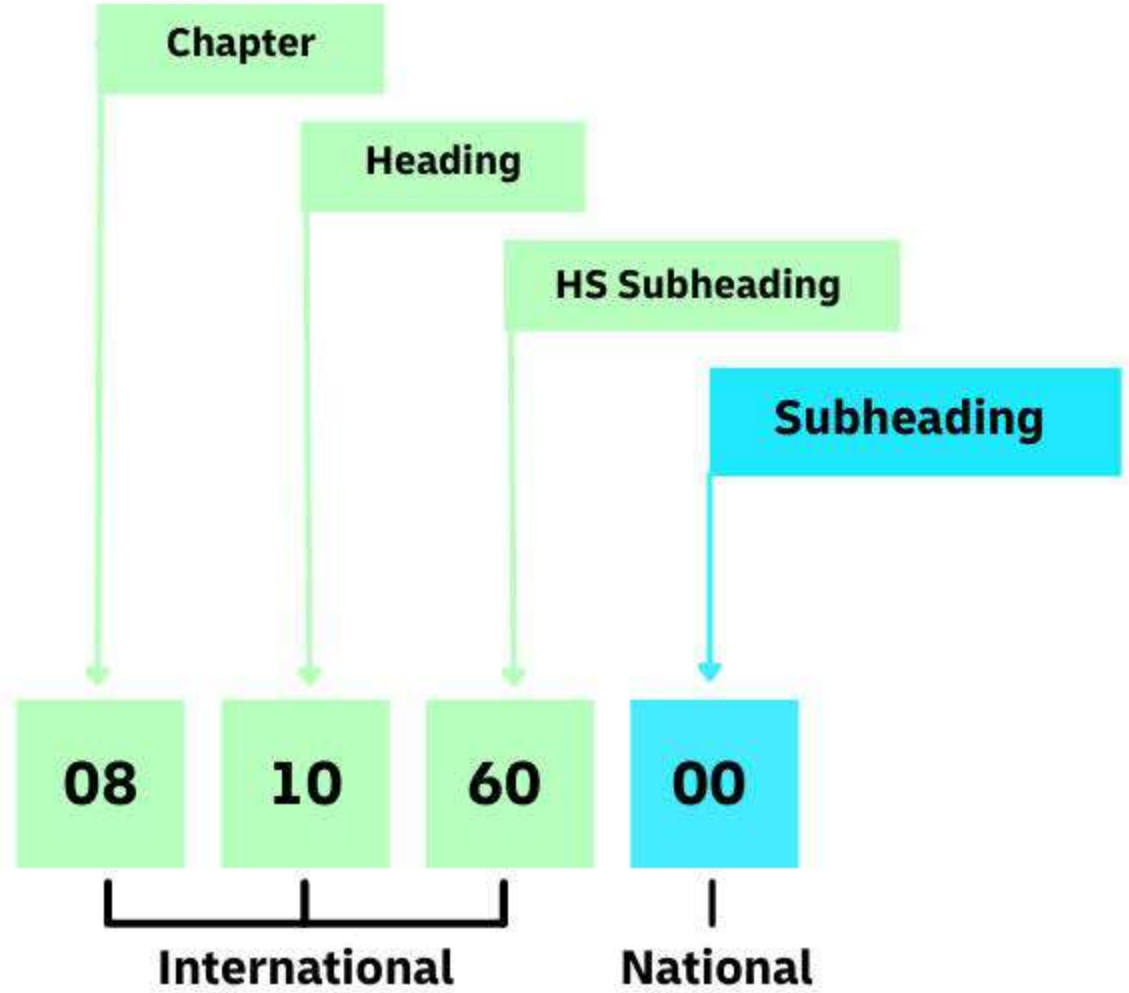 Chapter
Heading
HS Subheading
Subheading
08 10 60 00
International National